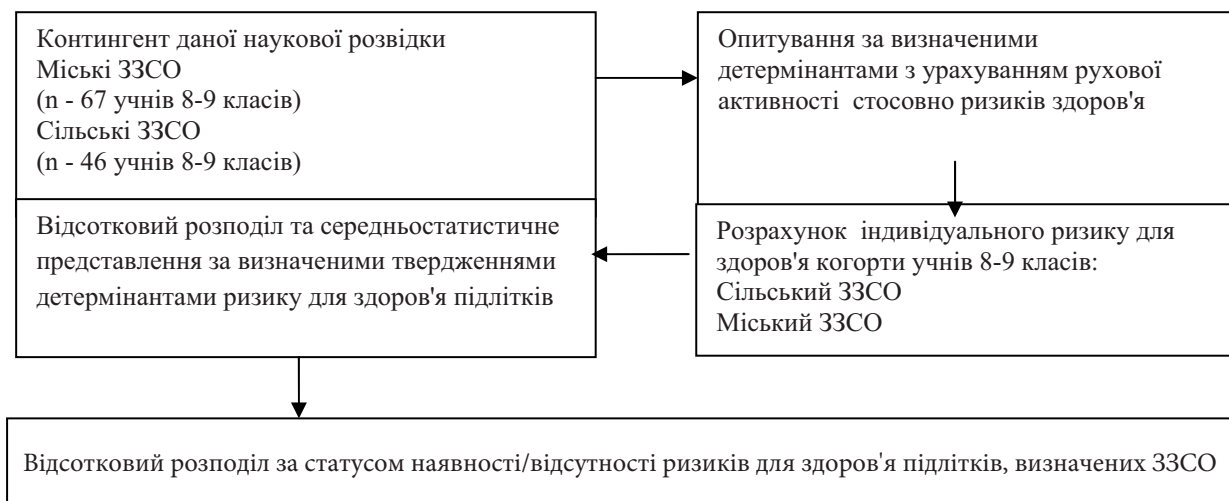 Контингент даної наукової розвідки
Міські ЗЗСО
(n - 67 учнів 8-9 класів)
Сільські ЗЗСО
(n - 46 учнів 8-9 класів)
Опитування за визначеними
детермінантами з урахуванням рухової
активності стосовно ризиків здоров'я
Розрахунок індивідуального ризику для
здоров'я когорти учнів 8-9 класів:
Сільський ЗЗСО
Міський ЗЗСО
Відсотковий розподіл та середньостатистичне
представлення за визначеними твердженнями
детермінантами ризику для здоров'я підлітків
Відсотковий розподіл за статусом наявності/відсутності ризиків для здоров'я підлітків, визначених ЗЗСО